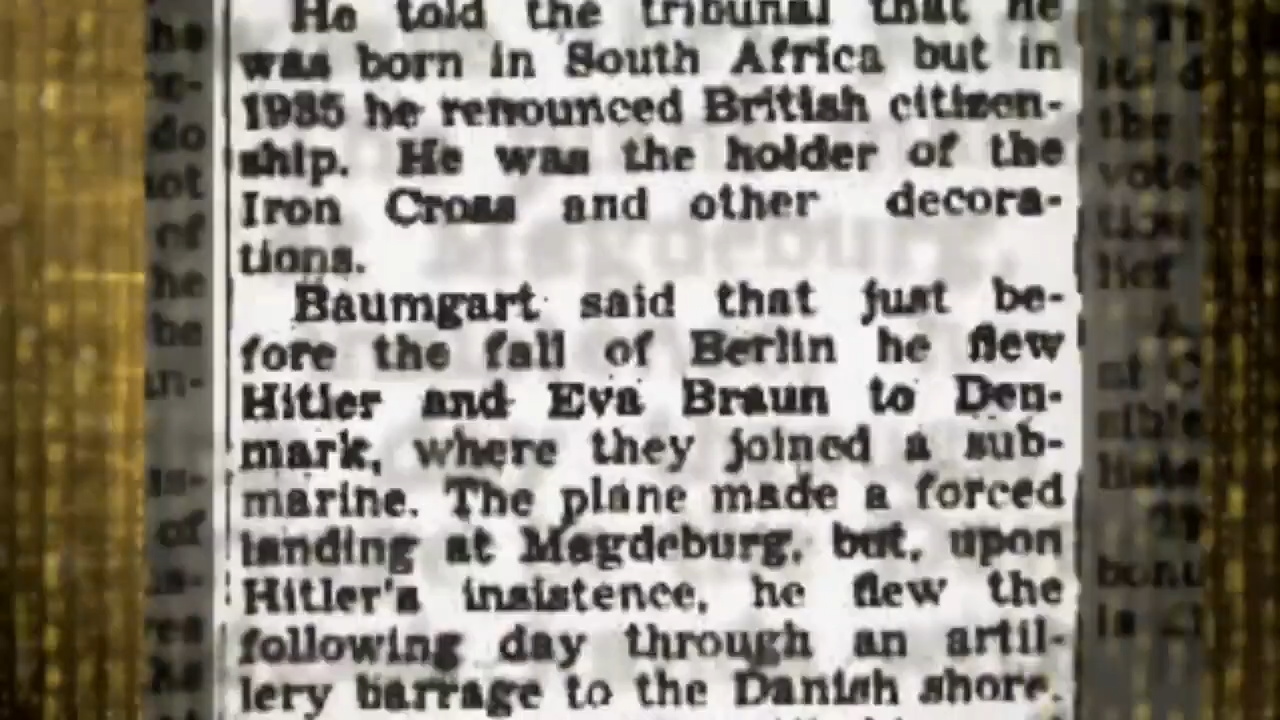 He told the tribunal that he
was born in South Africa but in
1935 he renounced British citizen-
ship. He was the holder of the
Iron Cross and other decora-
tions.
Baumgart said that just be-
fore the fall of Berlin he flew
Hitler and Eva Braun to Den-
mark, where they joined a sub-
marine. The plane made a forced
landing at Magdeburg, but, upon
Hitler's insistence, he flew the
following day through an artil-
lery barrage to the Danish shore.